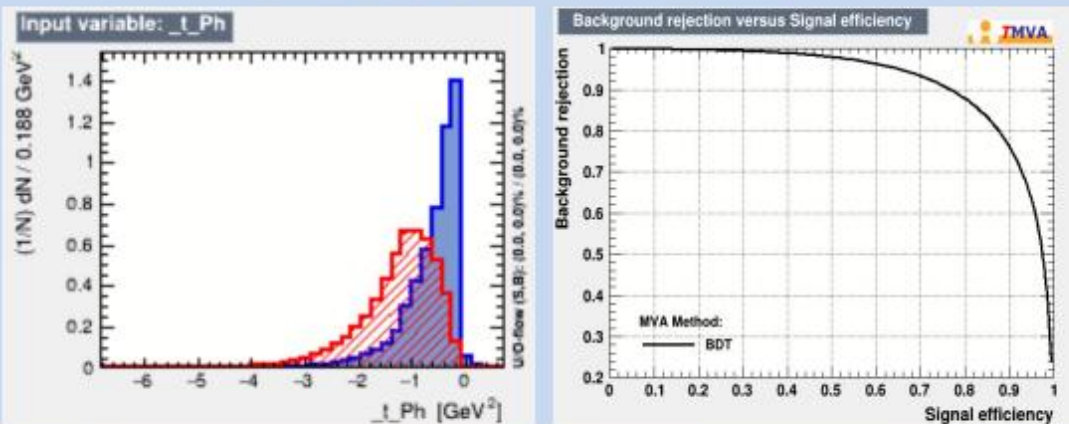 Input variable: _t_Ph
(1/N) dN / 0.188 GeV²
1.4
1.2
1
0.8
0.6
0.4
0.2
0
−6 −5 −4 −3 −2 −1 0
_t_Ph [GeV²]
U/O-flow (S,B): (0.0, 0.0)% / (0.0, 0.0)%
Background rejection versus Signal efficiency
TMVA
Background rejection
1
0.9
0.8
0.7
0.6
0.5
0.4
0.3
0.2
MVA Method:
BDT
0 0.1 0.2 0.3 0.4 0.5 0.6 0.7 0.8 0.9 1
Signal efficiency